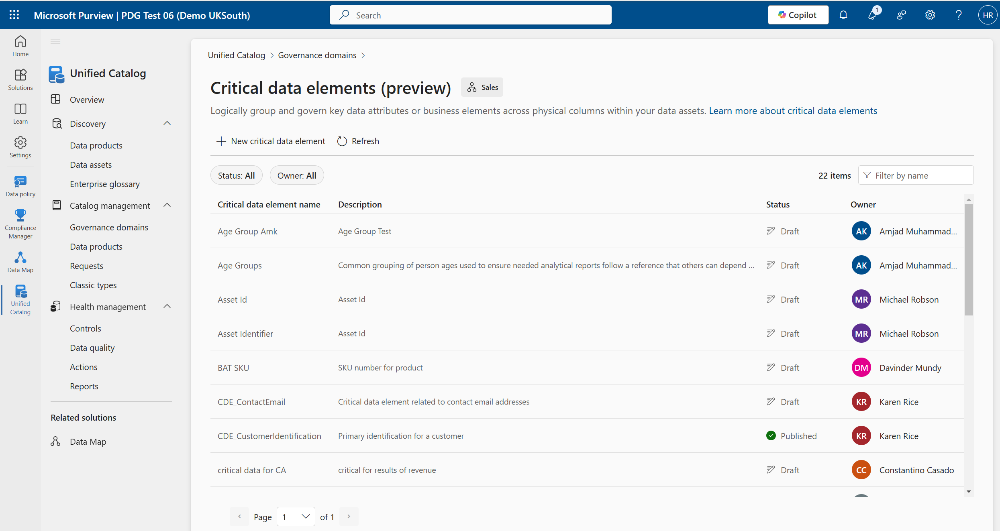 Microsoft Purview | PDG Test 06 (Demo UKSouth)
Search
Copilot
1
HR
Home
Solutions
Learn
Settings
Data policy
Compliance
Manager
Data Map
Unified
Catalog
Unified Catalog
Overview
Discovery
Data products
Data assets
Enterprise glossary
Catalog management
Governance domains
Data products
Requests
Classic types
Health management
Controls
Data quality
Actions
Reports
Related solutions
Data Map
Unified Catalog > Governance domains >
Critical data elements (preview)
Sales
Logically group and govern key data attributes or business elements across physical columns within your data assets. Learn more about critical data elements
New critical data element
Refresh
Status: All
Owner: All
22 items
Filter by name
Critical data element name Description Status Owner
Age Group Amk Age Group Test Draft AK Amjad Muhammad...
Age Groups Common grouping of person ages used to ensure needed analytical reports follow a reference that others can depend ... Draft AK Amjad Muhammad...
Asset Id Asset Id Draft MR Michael Robson
Asset Identifier Asset Id Draft MR Michael Robson
BAT SKU SKU number for product Draft DM Davinder Mundy
CDE_ContactEmail Critical data element related to contact email addresses Draft KR Karen Rice
CDE_CustomerIdentification Primary identification for a customer Published KR Karen Rice
critical data for CA critical for results of revenue Draft CC Constantino Casado
Page 1 of 1